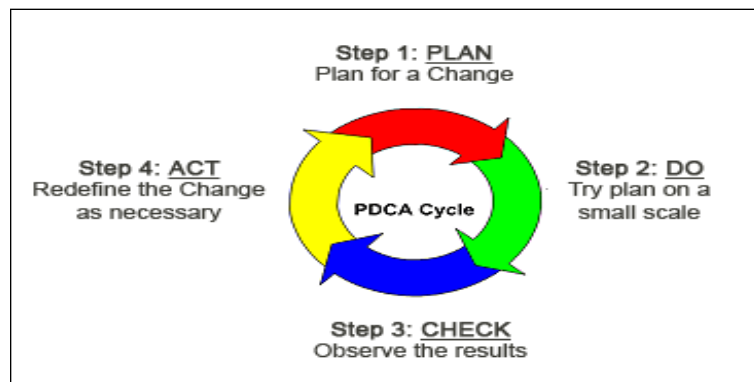 Step 1: PLAN
Plan for a Change
Step 2: DO
Try plan on a
small scale
Step 3: CHECK
Observe the results
Step 4: ACT
Redefine the Change
as necessary
PDCA Cycle